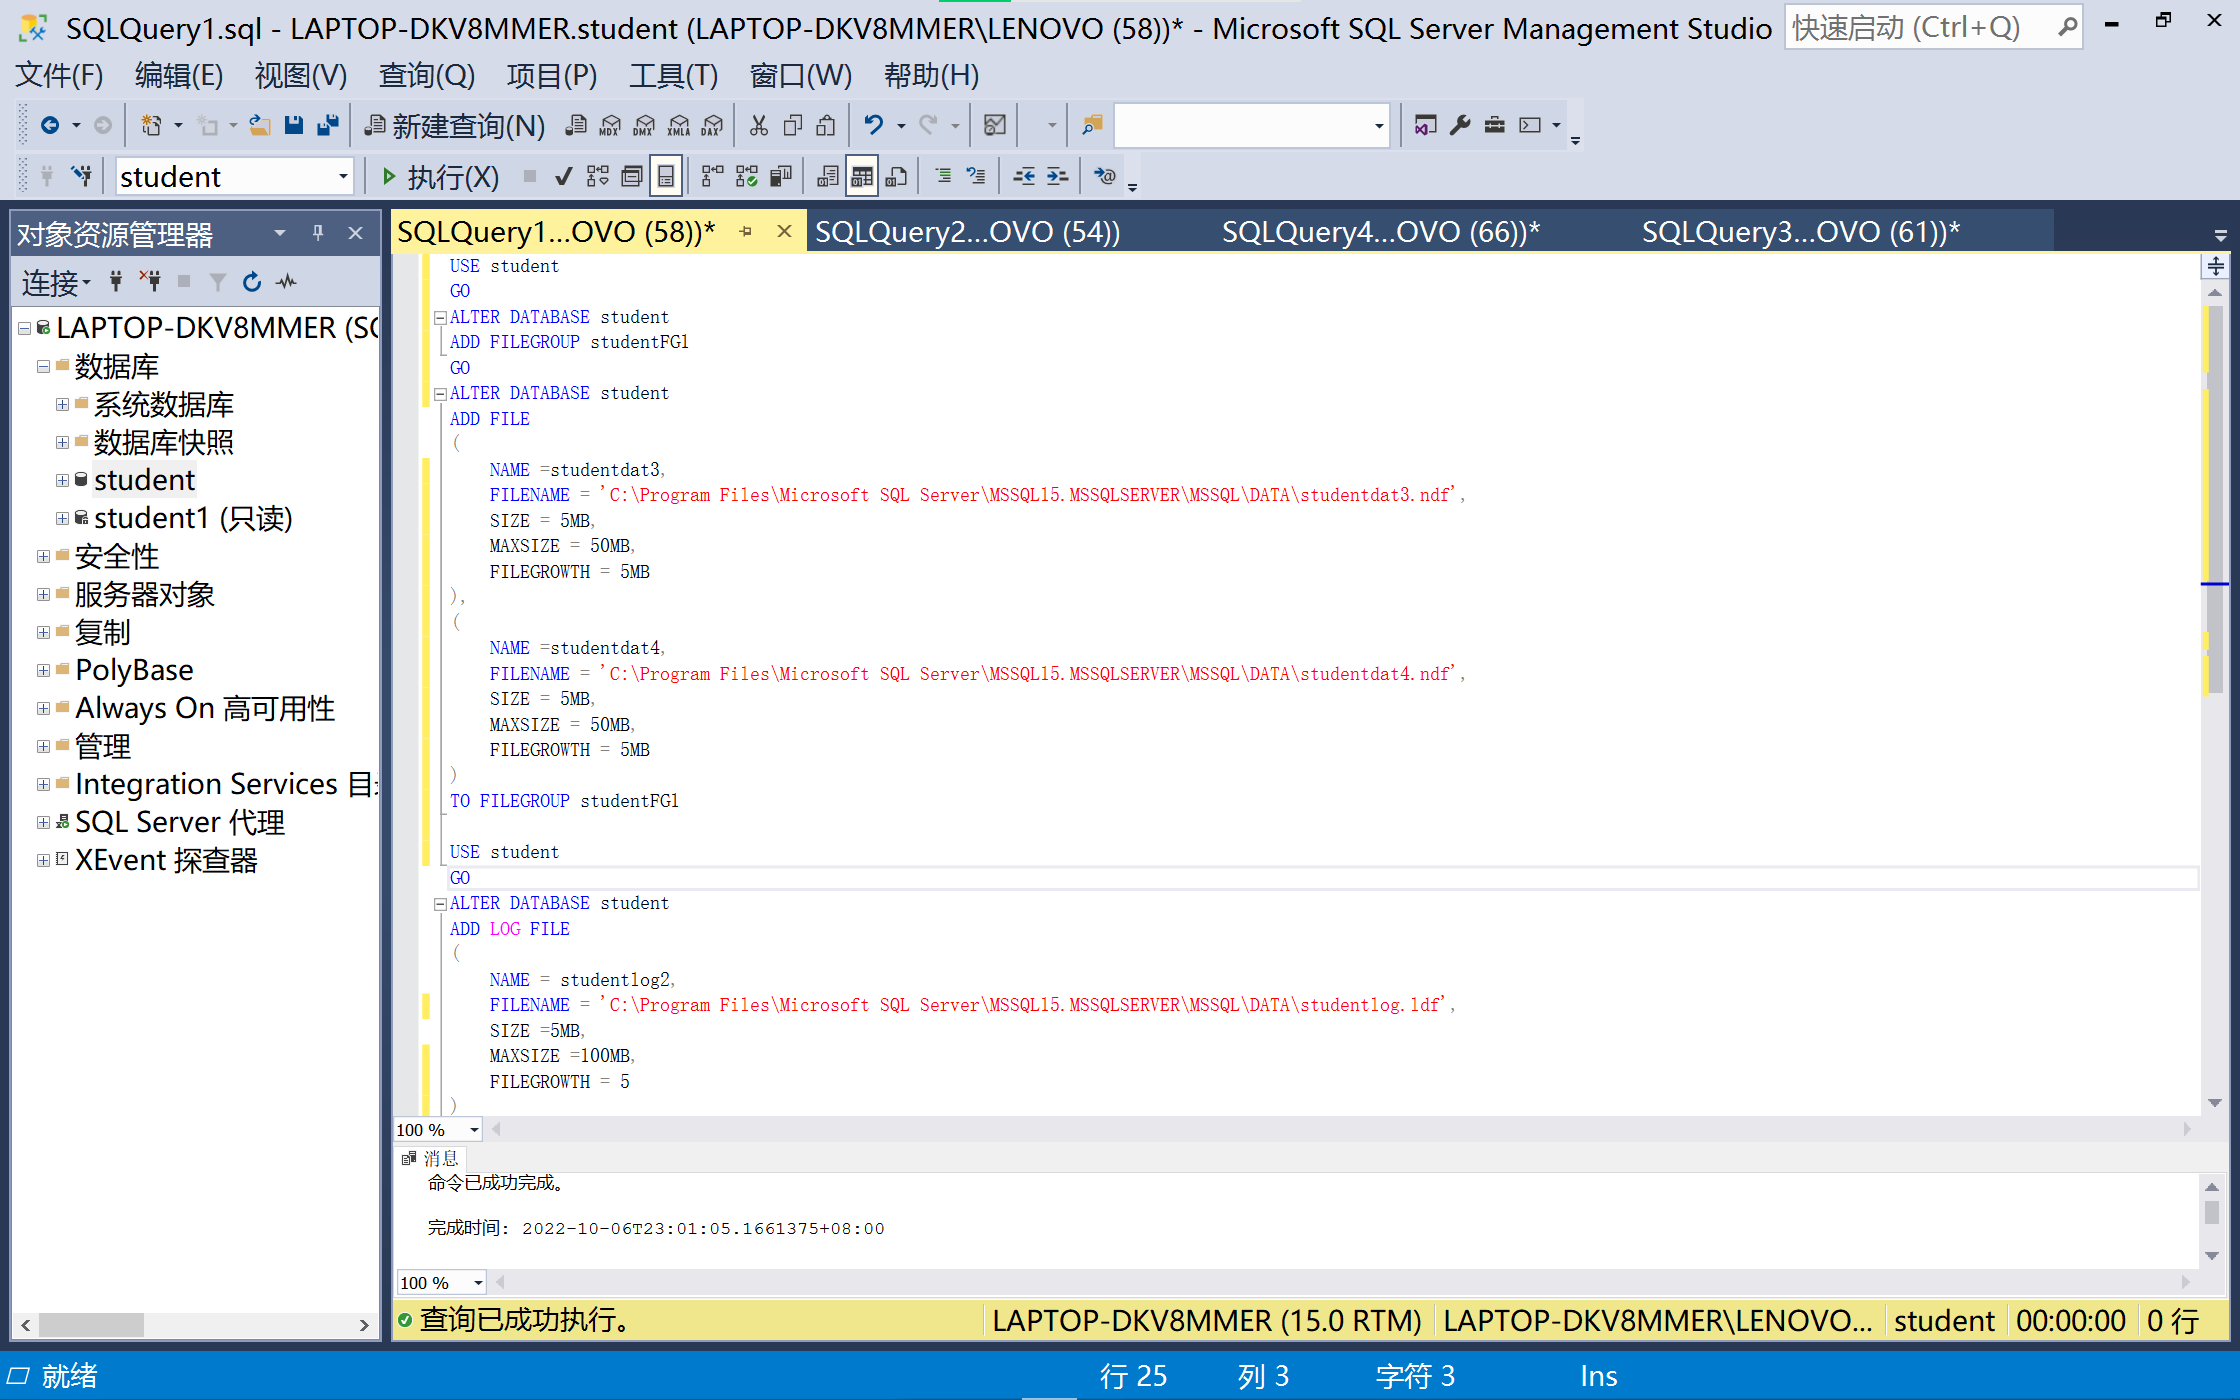 SQLQuery1.sql - LAPTOP-DKV8MMER.student (LAPTOP-DKV8MMER\LENOVO (58))* - Microsoft SQL Server Management Studio
快速启动 (Ctrl+Q)
文件(F) 编辑(E) 视图(V) 查询(Q) 项目(P) 工具(T) 窗口(W) 帮助(H)
新建查询(N) MDX DMX XMLA DAX
student 执行(X)
对象资源管理器
连接
LAPTOP-DKV8MMER (SQ
数据库
系统数据库
数据库快照
student
student1 (只读)
安全性
服务器对象
复制
PolyBase
Always On 高可用性
管理
Integration Services 目录
SQL Server 代理
XEvent 探查器
SQLQuery1...OVO (58))* SQLQuery2...OVO (54)) SQLQuery4...OVO (66))* SQLQuery3...OVO (61))*
USE student
GO
ALTER DATABASE student
ADD FILEGROUP studentFG1
GO
ALTER DATABASE student
ADD FILE
(
NAME =studentdat3,
FILENAME = 'C:\Program Files\Microsoft SQL Server\MSSQL15.MSSQLSERVER\MSSQL\DATA\studentdat3.ndf',
SIZE = 5MB,
MAXSIZE = 50MB,
FILEGROWTH = 5MB
),
(
NAME =studentdat4,
FILENAME = 'C:\Program Files\Microsoft SQL Server\MSSQL15.MSSQLSERVER\MSSQL\DATA\studentdat4.ndf',
SIZE = 5MB,
MAXSIZE = 50MB,
FILEGROWTH = 5MB
)
TO FILEGROUP studentFG1
USE student
GO
ALTER DATABASE student
ADD LOG FILE
(
NAME = studentlog2,
FILENAME = 'C:\Program Files\Microsoft SQL Server\MSSQL15.MSSQLSERVER\MSSQL\DATA\studentlog.ldf',
SIZE =5MB,
MAXSIZE =100MB,
FILEGROWTH = 5
)
100 %
消息
命令已成功完成。
完成时间: 2022-10-06T23:01:05.1661375+08:00
100 %
查询已成功执行。 LAPTOP-DKV8MMER (15.0 RTM) LAPTOP-DKV8MMER\LENOVO... student 00:00:00 0 行
就绪 行 25 列 3 字符 3 Ins